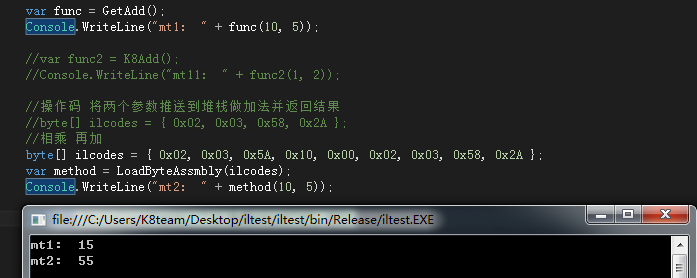 var func = GetAdd();
Console.WriteLine("mt1: " + func(10, 5));
//var func2 = K8Add();
//Console.WriteLine("mt11: " + func2(1, 2));
//操作码 将两个参数推送到堆栈做加法并返回结果
//byte[] ilcodes = { 0x02, 0x03, 0x58, 0x2A };
//相乘 再加
byte[] ilcodes = { 0x02, 0x03, 0x5A, 0x10, 0x00, 0x02, 0x03, 0x58, 0x2A };
var method = LoadByteAssmbly(ilcodes);
Console.WriteLine("mt2: " + method(10, 5));
file:///C:/Users/K8team/Desktop/iltest/iltest/bin/Release/iltest.EXE
mt1: 15
mt2: 55